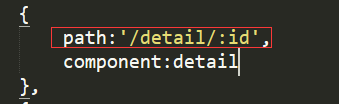 {
path:'/detail/:id',
component:detail
},